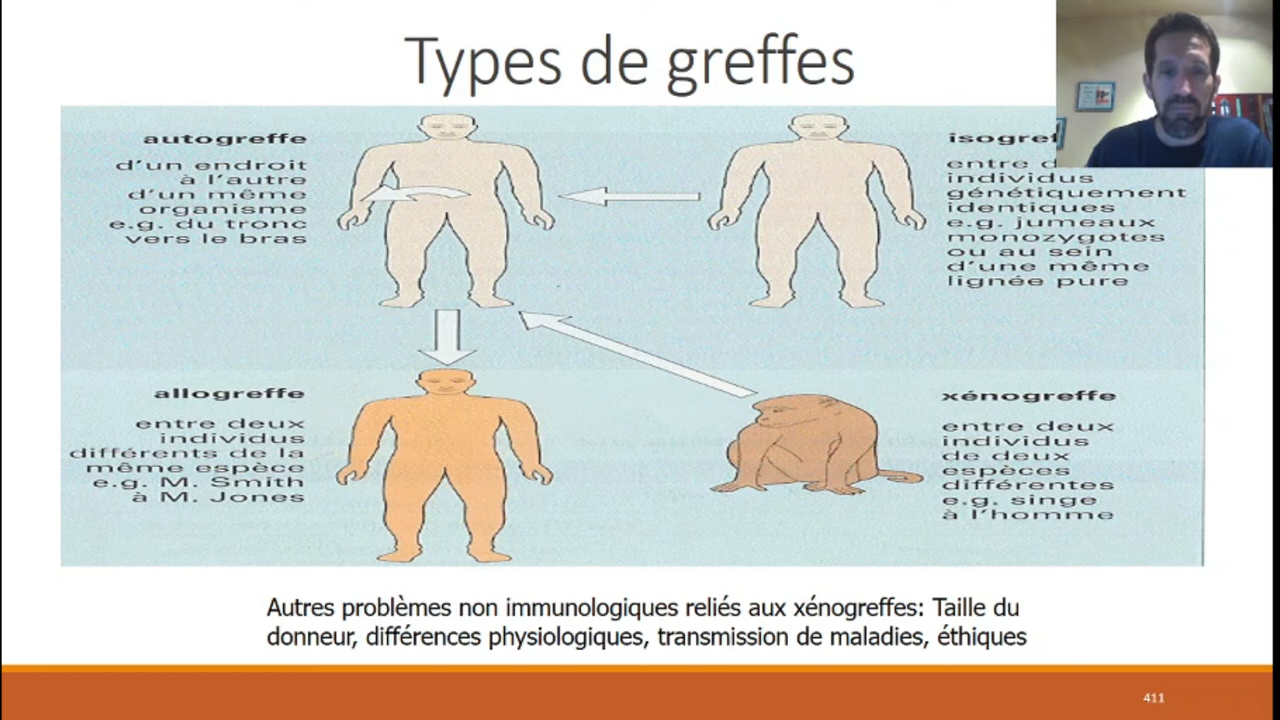 Types de greffes
autogreffe
d'un endroit
à l'autre
d'un même
organisme
e.g. du tronc
vers le bras
individus
génétiquement
identiques
e.g. jumeaux
monozygotes
ou au sein
d'une même
lignée pure
allogreffe
entre deux
individus
différents de la
même espèce
e.g. M. Smith
à M. Jones
xénogreffe
entre deux
individus
de deux
espèces
différentes
e.g. singe
à l'homme
Autres problèmes non immunologiques reliés aux xénogreffes: Taille du
donneur, différences physiologiques, transmission de maladies, éthiques
411